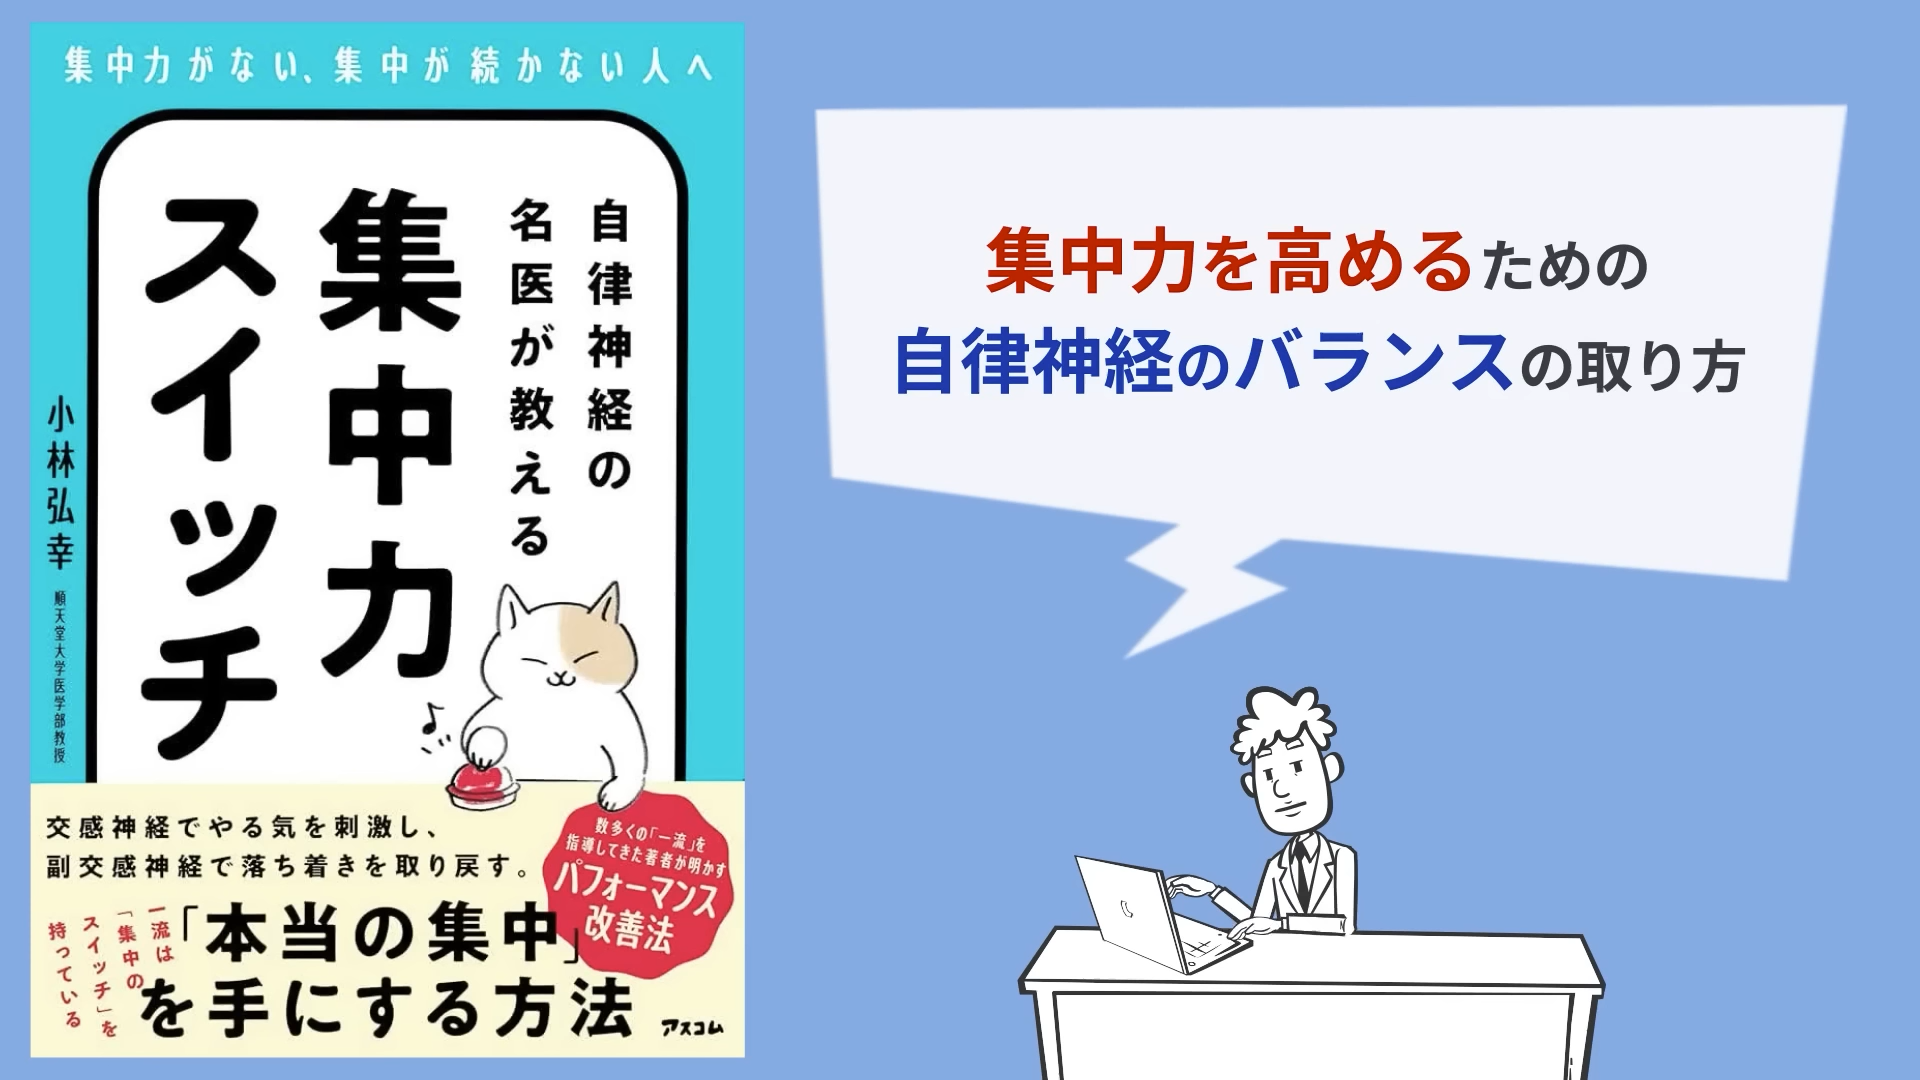 集中力がない、集中が続かない人へ
自律神経の
名医が教える
集中力
スイッチ
小林弘幸
順天堂大学医学部教授
交感神経でやる気を刺激し、
副交感神経で落ち着きを取り戻す。
数多くの「一流」を
指導してきた著者が明かす
パフォーマンス
改善法
一流は
「集中の
スイッチ」を
持っている
「本当の集中」
を手にする方法
アスコム
集中力を高めるための
自律神経のバランスの取り方